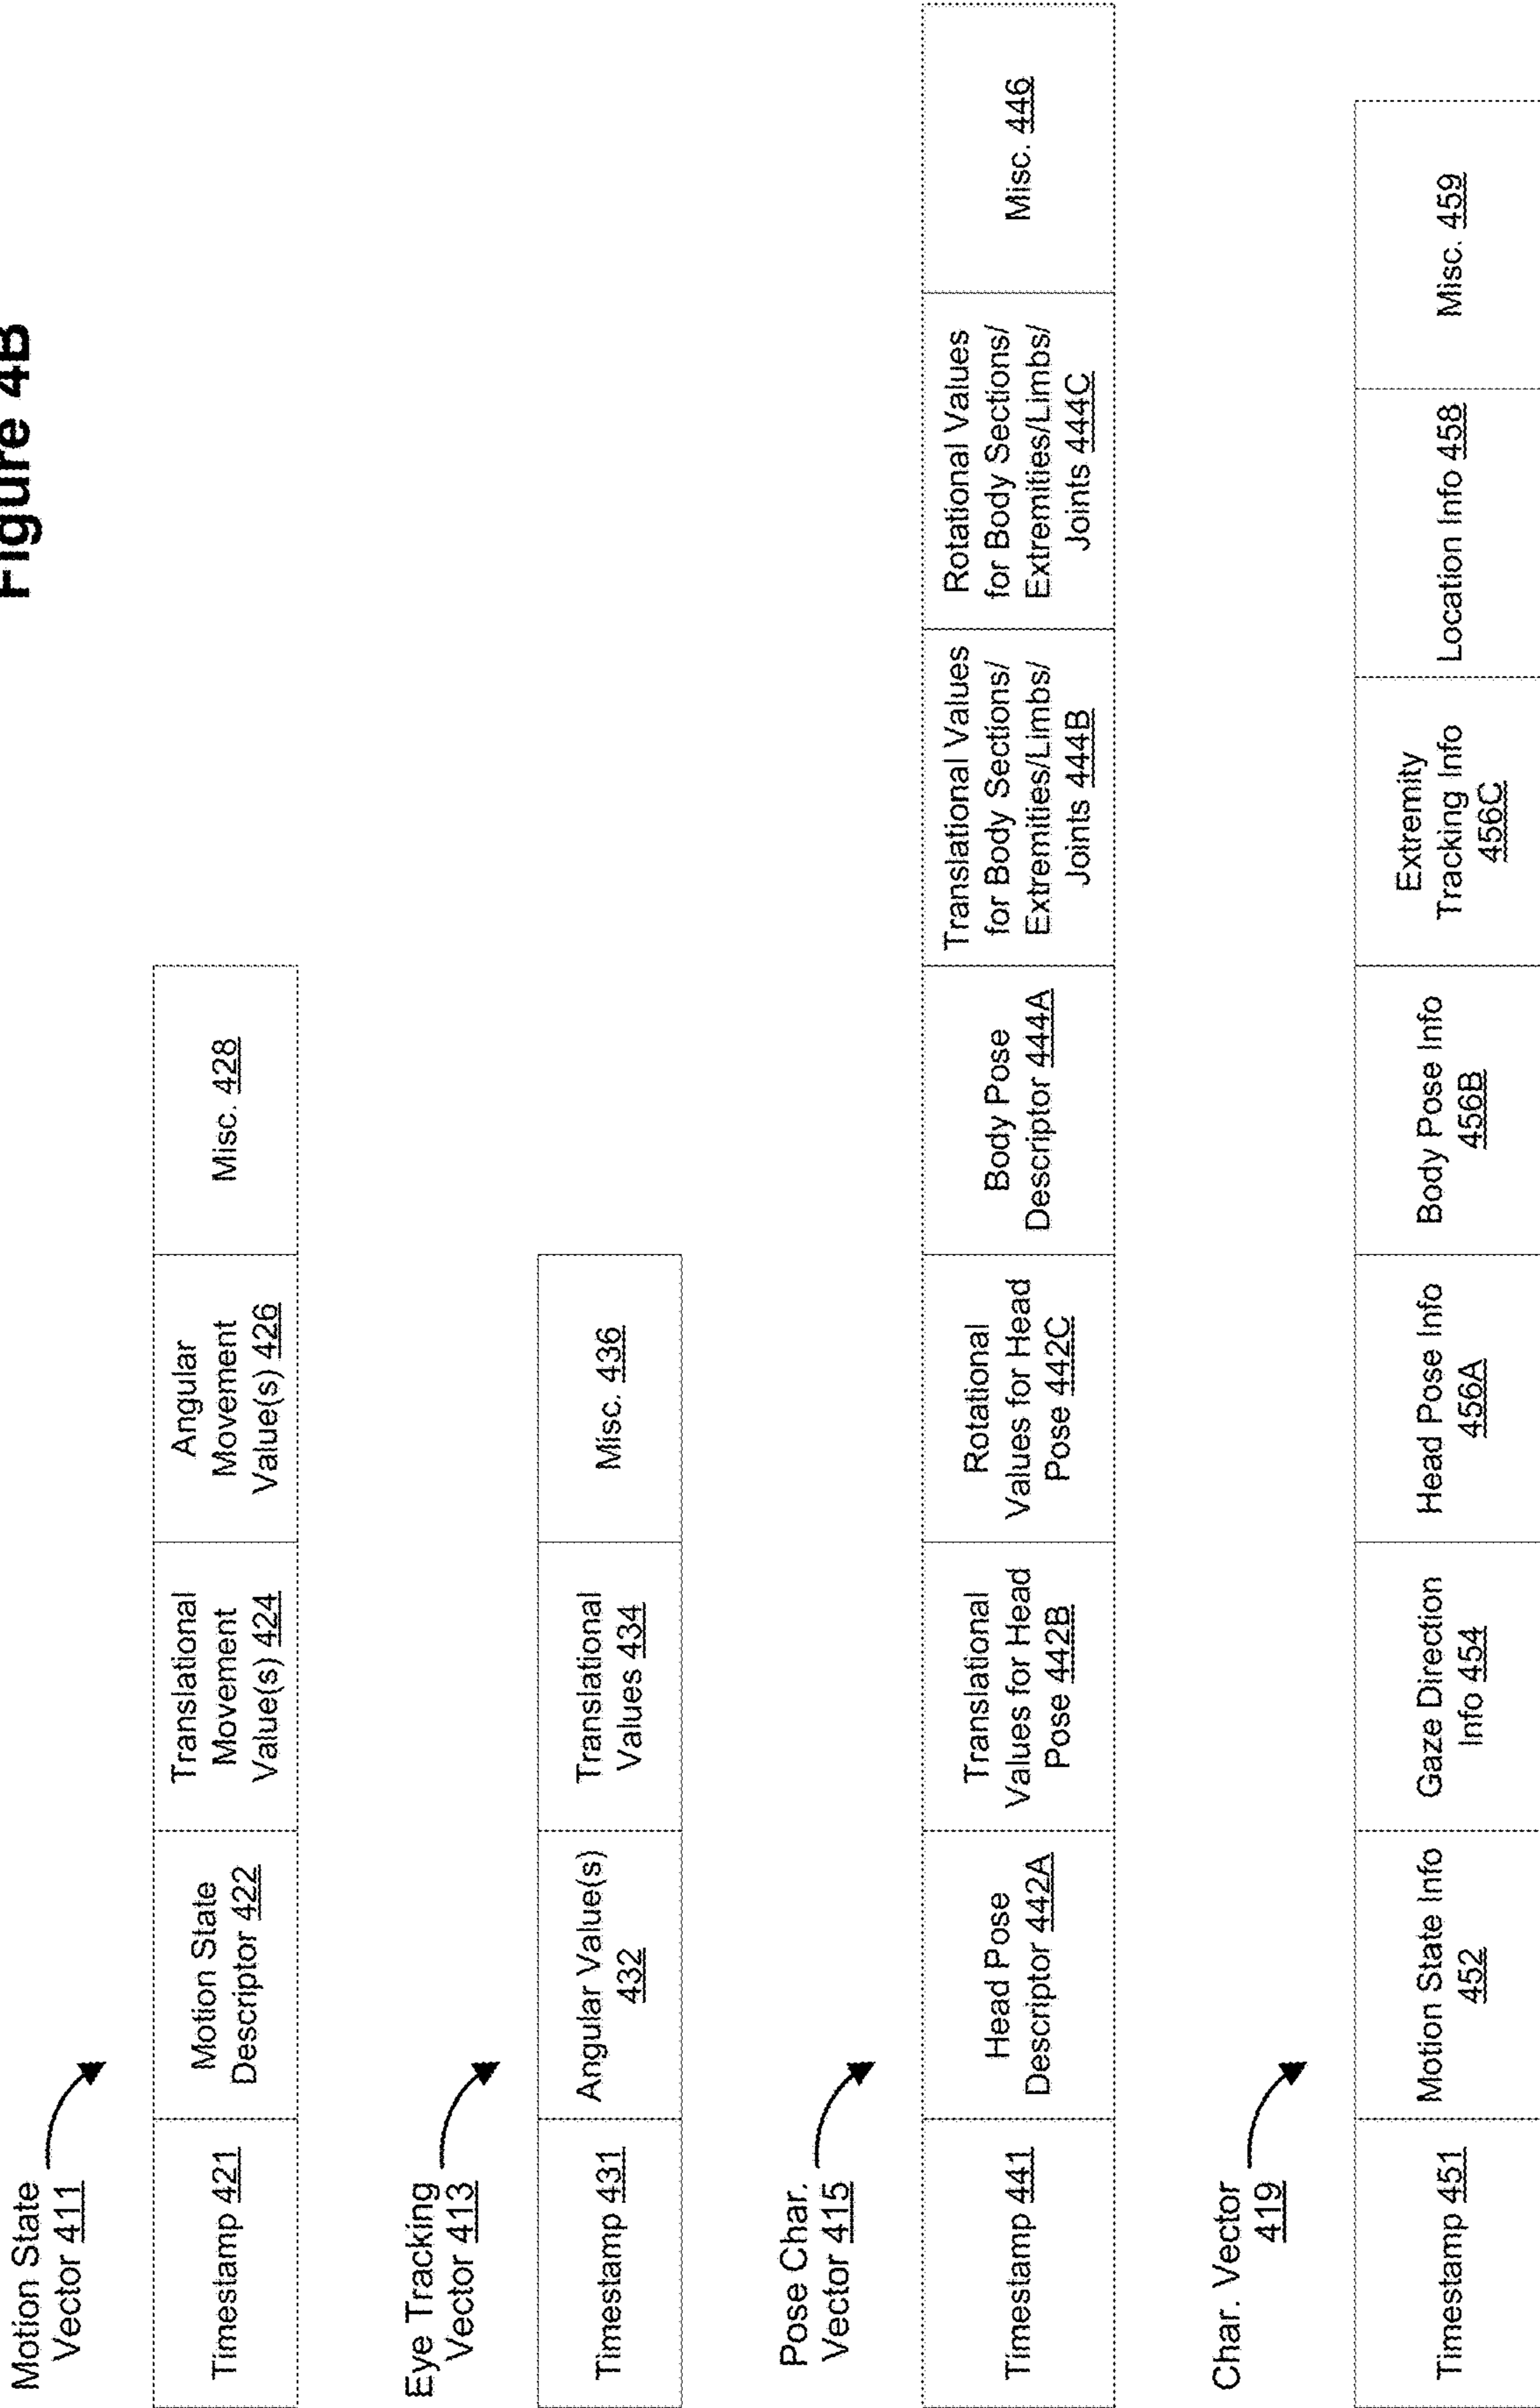 Figure 4B
Motion State
Vector 411
Timestamp 421
Motion State
Descriptor 422
Translational
Movement
Value(s) 424
Angular
Movement
Value(s) 426
Misc. 428
Eye Tracking
Vector 413
Timestamp 431
Angular Value(s)
432
Translational
Values 434
Misc. 436
Pose Char.
Vector 415
Timestamp 441
Head Pose
Descriptor 442A
Translational
Values for Head
Pose 442B
Rotational
Values for Head
Pose 442C
Body Pose
Descriptor 444A
Translational Values
for Body Sections/
Extremities/Limbs/
Joints 444B
Rotational Values
for Body Sections/
Extremities/Limbs/
Joints 444C
Misc. 446
Char. Vector
419
Timestamp 451
Motion State Info
452
Gaze Direction
Info 454
Head Pose Info
456A
Body Pose Info
456B
Extremity
Tracking Info
456C
Location Info 458
Misc. 459